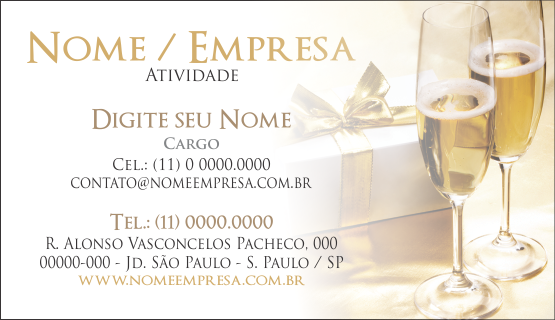 Nome / Empresa
Atividade
Digite seu Nome
Cargo
Cel.: (11) 0 0000.0000
contato@nomeempresa.com.br
Tel.: (11) 0000.0000
R. Alonso Vasconcelos Pacheco, 000
00000-000 - Jd. São Paulo - S. Paulo / SP
www.nomeempresa.com.br